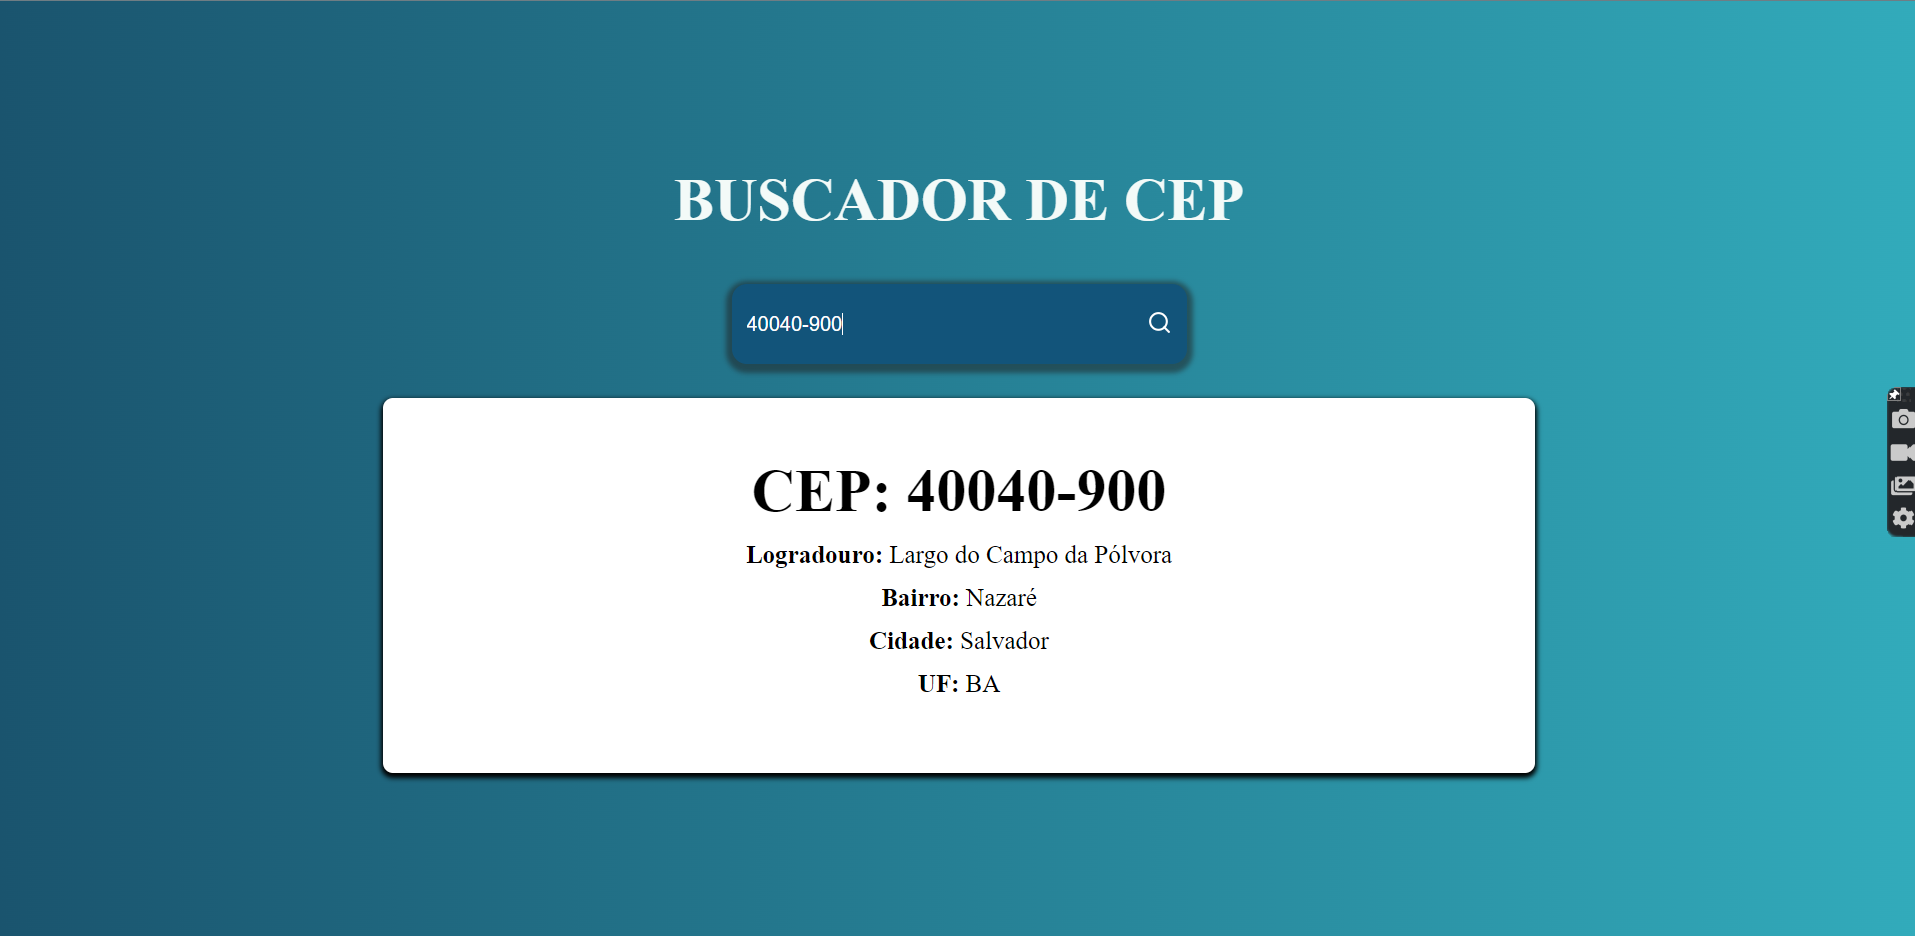 BUSCADOR DE CEP
40040-900
CEP: 40040-900
Logradouro: Largo do Campo da Pólvora
Bairro: Nazaré
Cidade: Salvador
UF: BA